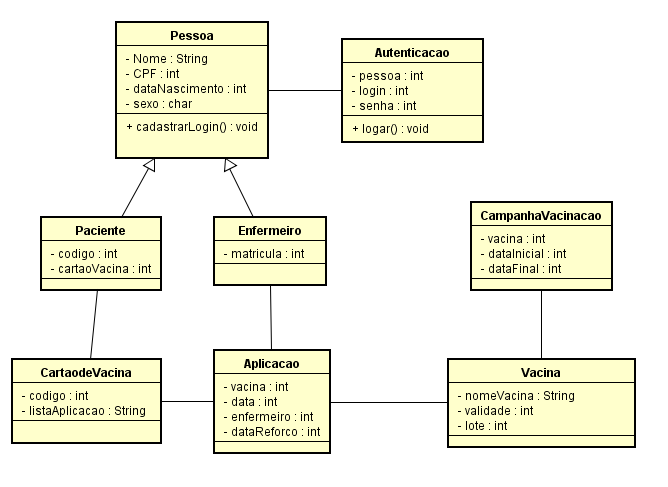 Pessoa
- Nome : String
- CPF : int
- dataNascimento : int
- sexo : char
+ cadastrarLogin() : void
Autenticacao
- pessoa : int
- login : int
- senha : int
+ logar() : void
Paciente
- codigo : int
- cartaoVacina : int
Enfermeiro
- matricula : int
CampanhaVacinacao
- vacina : int
- dataInicial : int
- dataFinal : int
CartaodeVacina
- codigo : int
- listaAplicacao : String
Aplicacao
- vacina : int
- data : int
- enfermeiro : int
- dataReforco : int
Vacina
- nomeVacina : String
- validade : int
- lote : int